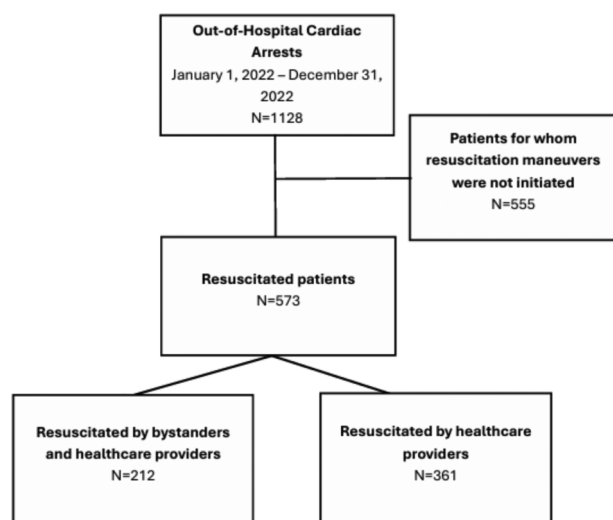 Out-of-Hospital Cardiac
Arrests
January 1, 2022 – December 31,
2022
N=1128
Patients for whom
resuscitation maneuvers
were not initiated
N=555
Resuscitated patients
N=573
Resuscitated by bystanders
and healthcare providers
N=212
Resuscitated by healthcare
providers
N=361